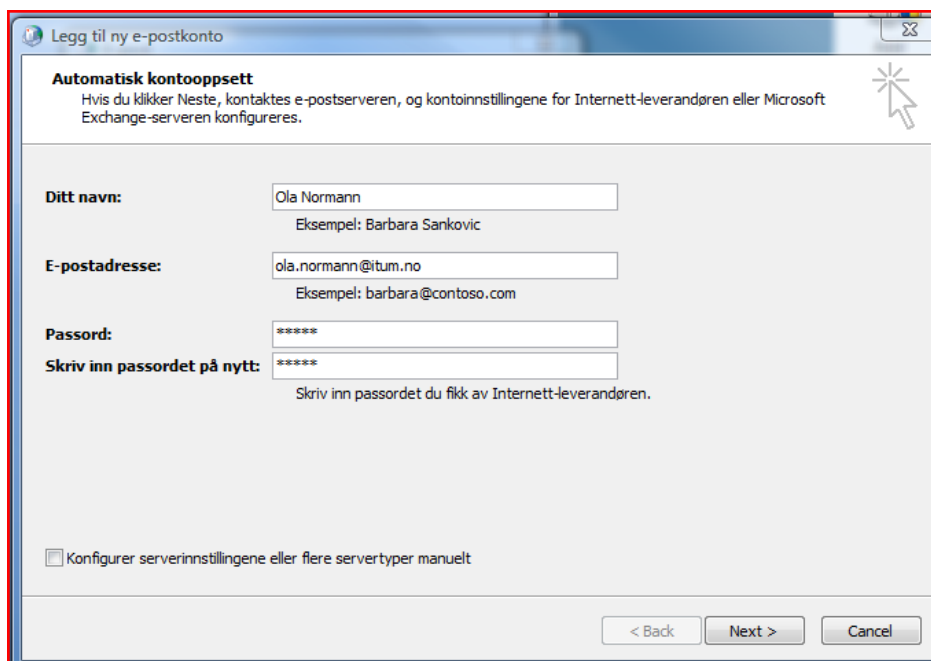 Legg til ny e-postkonto
Automatisk kontooppsett
Hvis du klikker Neste, kontaktes e-postserveren, og kontoinnstillingene for Internett-leverandøren eller Microsoft
Exchange-serveren konfigureres.
Ditt navn: Ola Normann
Eksempel: Barbara Sankovic
E-postadresse: ola.normann@itum.no
Eksempel: barbara@contoso.com
Passord: *****
Skriv inn passordet på nytt: *****
Skriv inn passordet du fikk av Internett-leverandøren.
Konfigurer serverinnstillingene eller flere servertyper manuelt
< Back Next > Cancel